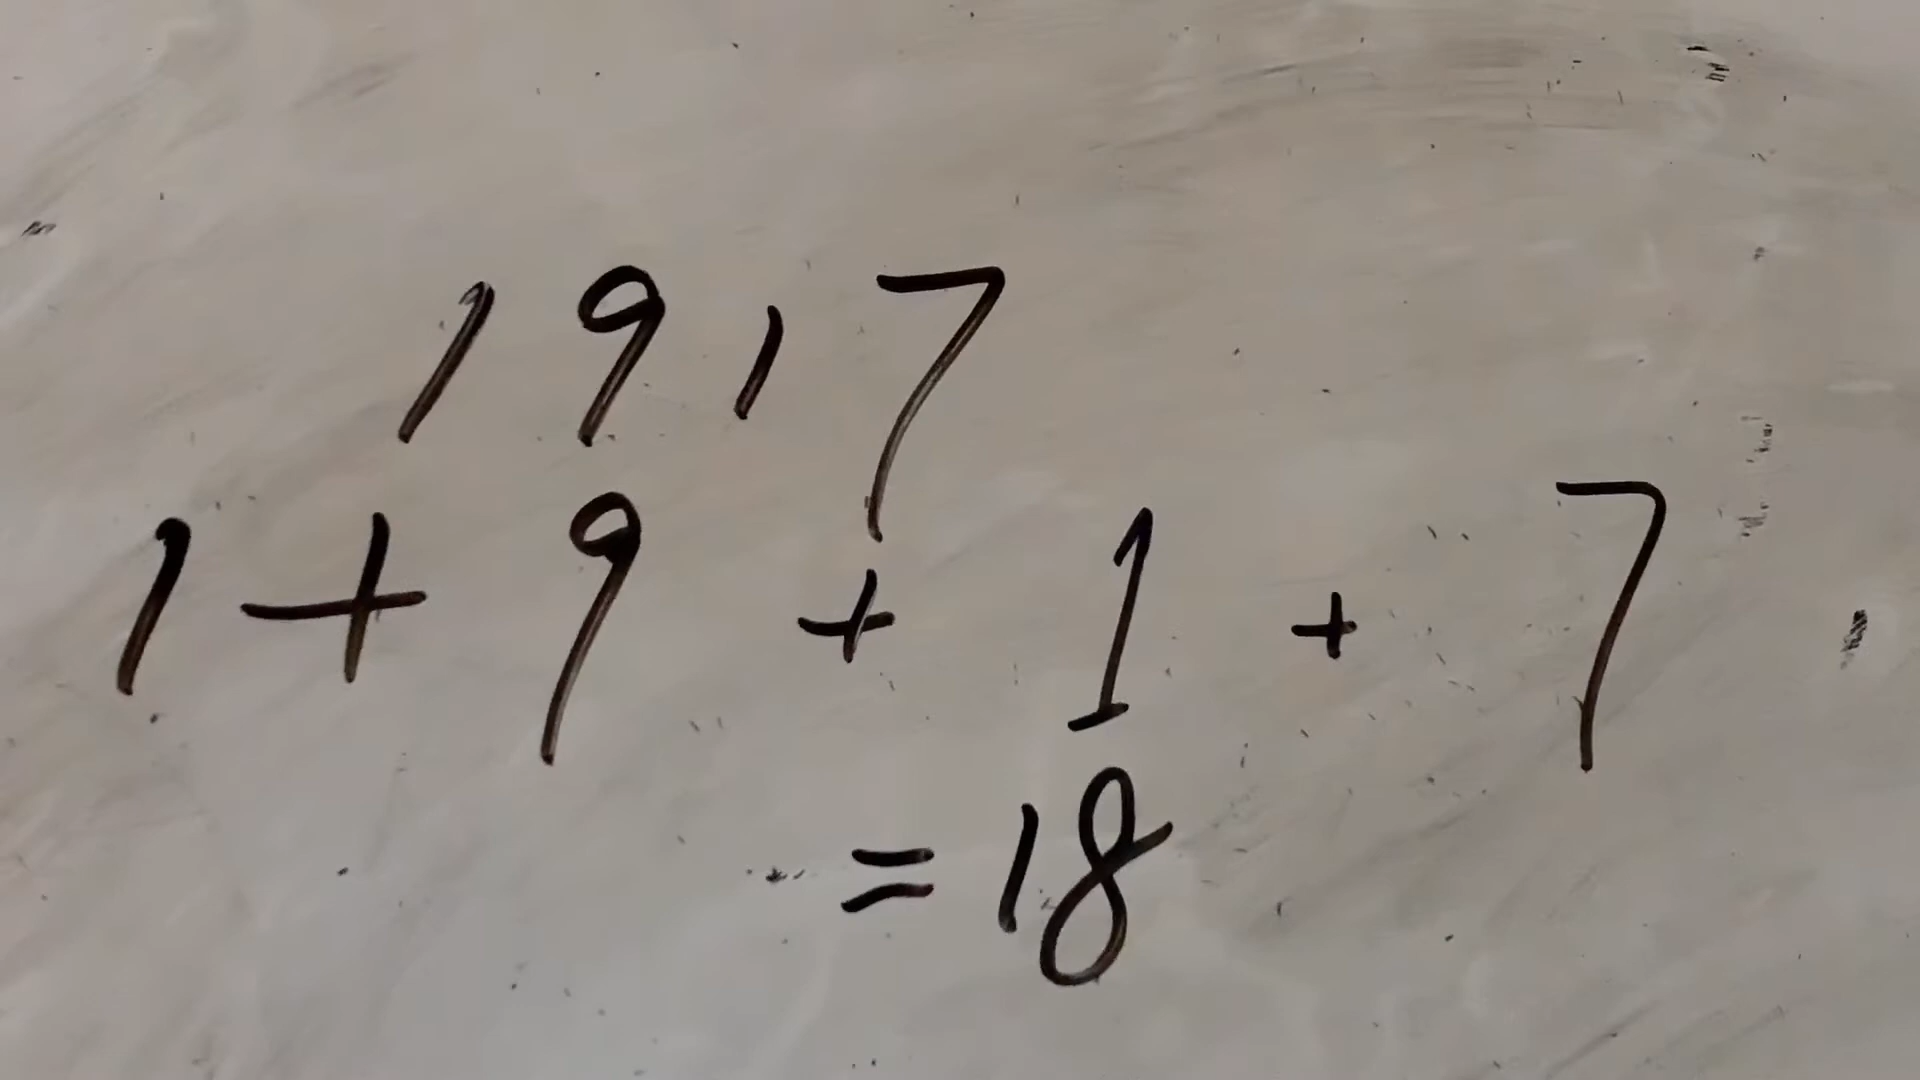 1917
1 + 9 + 1 + 7
= 18